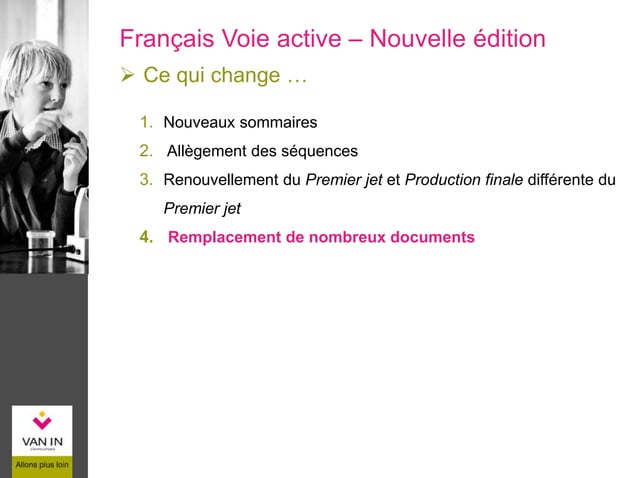 Français Voie active – Nouvelle édition
➢ Ce qui change …
1. Nouveaux sommaires
2. Allègement des séquences
3. Renouvellement du Premier jet et Production finale différente du
Premier jet
4. Remplacement de nombreux documents
VAN IN
Allons plus loin